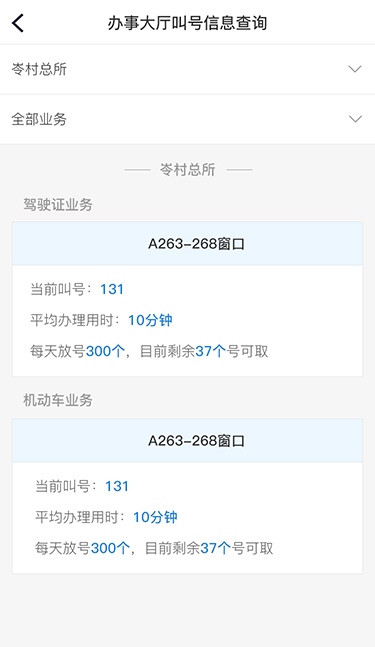 办事大厅叫号信息查询
岑村总所
全部业务
岑村总所
驾驶证业务
A263-268窗口
当前叫号：131
平均办理用时：10分钟
每天放号300个，目前剩余37个号可取
机动车业务
A263-268窗口
当前叫号：131
平均办理用时：10分钟
每天放号300个，目前剩余37个号可取